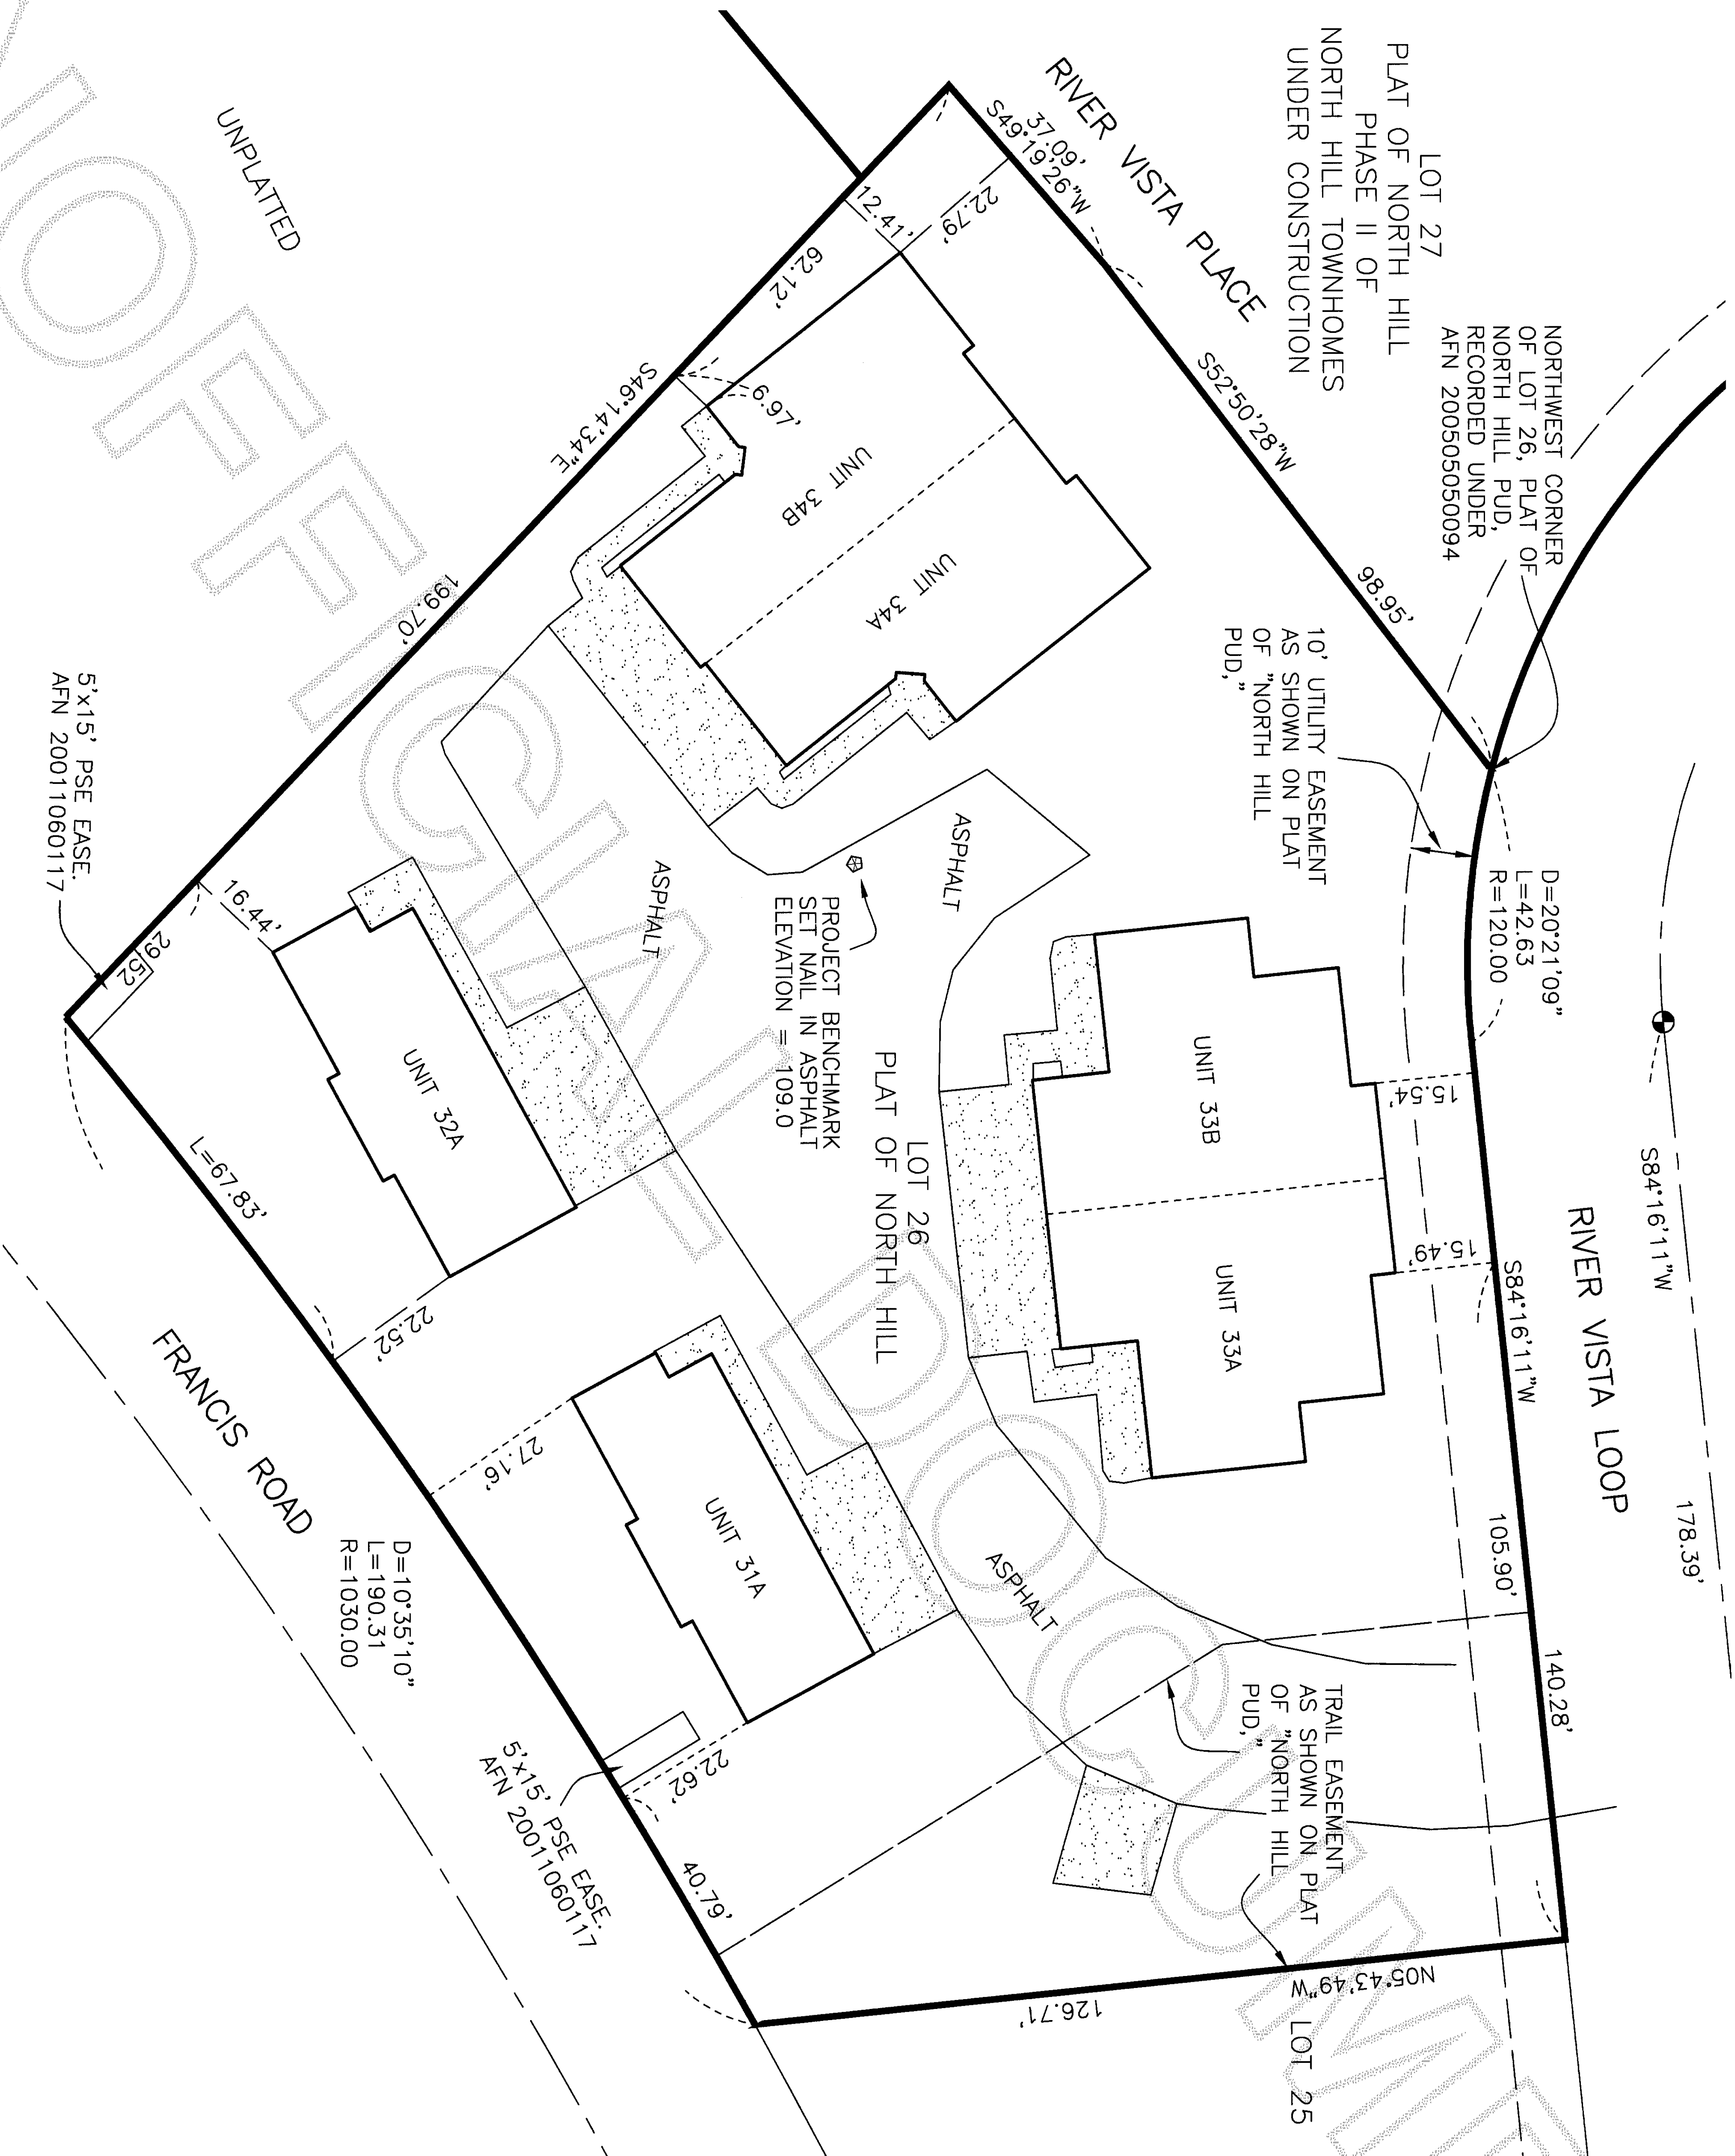 LOT 27
PLAT OF NORTH HILL
PHASE II OF
NORTH HILL TOWNHOMES
UNDER CONSTRUCTION
RIVER VISTA PLACE
37.09'
S49°19'26"W
22.79'
12.41'
62.12'
UNPLATTED
S52°50'28"W
98.95'
NORTHWEST CORNER
OF LOT 26, PLAT OF
NORTH HILL PUD,
RECORDED UNDER
AFN 200505050094
10' UTILITY EASEMENT
AS SHOWN ON PLAT
OF "NORTH HILL
PUD,"
D=20°21'09"
L=42.63
R=120.00
S84°16'11"W
178.39'
RIVER VISTA LOOP
S84°16'11"W
105.90'
140.28'
15.54'
15.49'
UNIT 34B
UNIT 34A
6.97'
S46°14'34"E
199.70'
ASPHALT
ASPHALT
PROJECT BENCHMARK
SET NAIL IN ASPHALT
ELEVATION = 109.0
LOT 26
PLAT OF NORTH HILL
UNIT 33B
UNIT 33A
5'x15' PSE EASE.
AFN 200110060117
16.44'
29.52
UNIT 32A
L=67.83'
22.52'
27.16'
UNIT 31A
ASPHALT
FRANCIS ROAD
D=10°35'10"
L=190.31
R=1030.00
22.62'
5'x15' PSE EASE.
AFN 200110060117
40.79'
TRAIL EASEMENT
AS SHOWN ON PLAT
OF "NORTH HILL
PUD,"
N05°43'49"W
126.71'
LOT 25